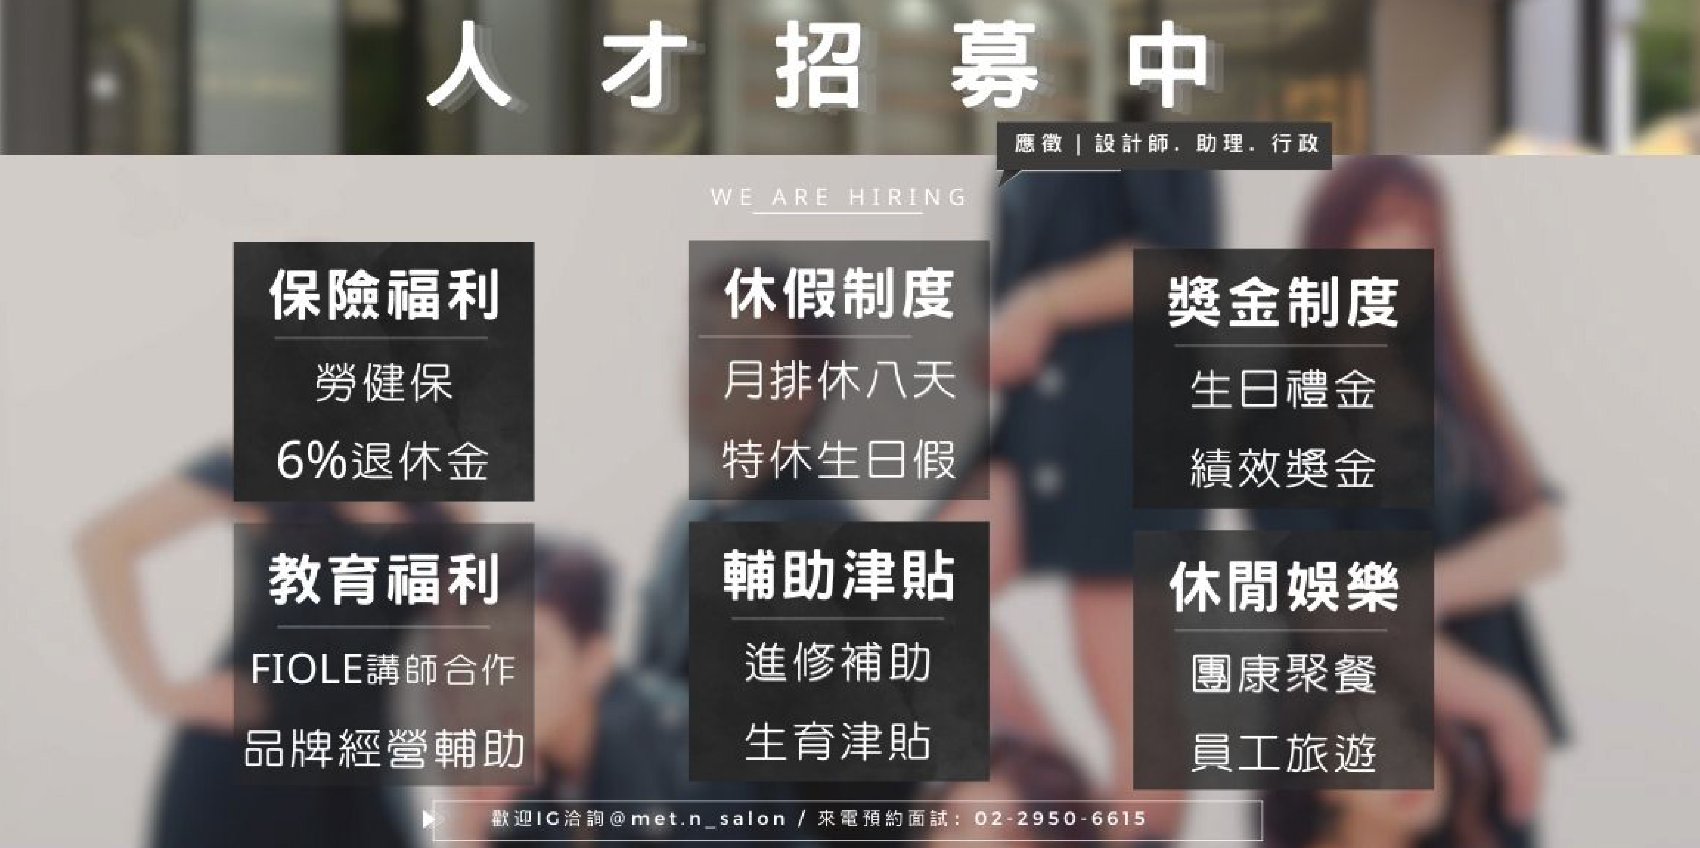 人才招募中
應徵｜設計師. 助理. 行政
WE ARE HIRING
保險福利
勞健保
6%退休金
休假制度
月排休八天
特休生日假
獎金制度
生日禮金
績效獎金
教育福利
FIOLE講師合作
品牌經營輔助
輔助津貼
進修補助
生育津貼
休閒娛樂
團康聚餐
員工旅遊
歡迎IG洽詢@met.n_salon / 來電預約面試: 02-2950-6615